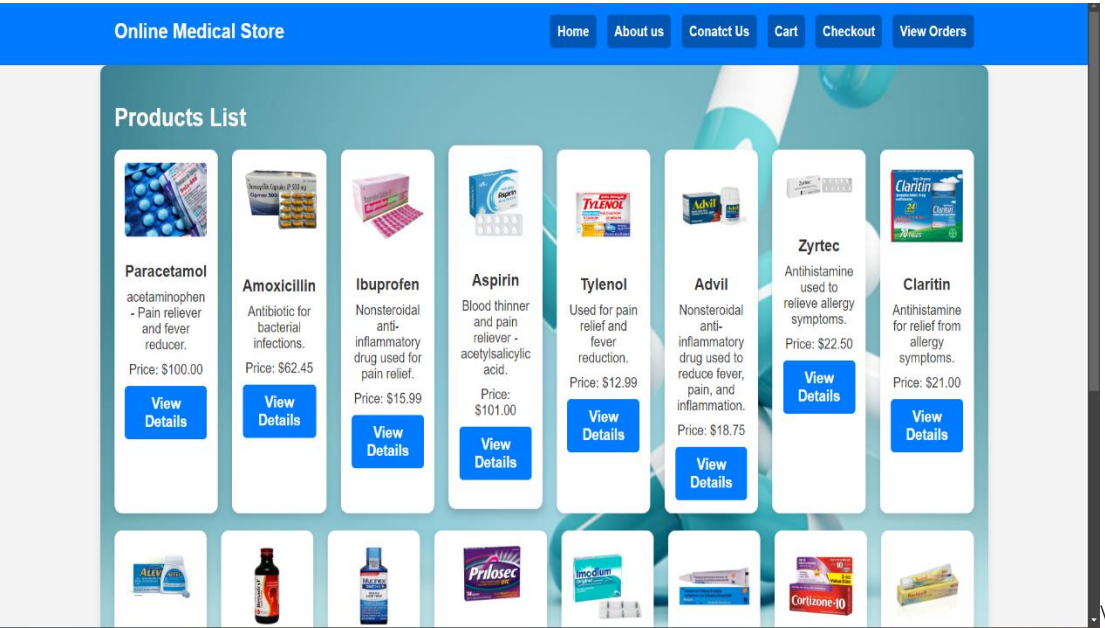 Online Medical Store
Home
About us
Conatct Us
Cart
Checkout
View Orders
Products List
Paracetamol
acetaminophen
- Pain reliever
and fever
reducer.
Price: $100.00
View
Details
Amoxicillin
Antibiotic for
bacterial
infections.
Price: $62.45
View
Details
Ibuprofen
Nonsteroidal
anti-
inflammatory
drug used for
pain relief.
Price: $15.99
View
Details
Aspirin
Aspirin
Blood thinner
and pain
reliever -
acetylsalicylic
acid.
Price:
$101.00
View
Details
TYLENOL
Tylenol
Used for pain
relief and
fever
reduction.
Price: $12.99
View
Details
Advil
Advil
Nonsteroidal
anti-
inflammatory
drug used to
reduce fever,
pain, and
inflammation.
Price: $18.75
View
Details
Zyrtec
Zyrtec
Antihistamine
used to
relieve allergy
symptoms.
Price: $22.50
View
Details
Claritin
24
Claritin
Claritin
Antihistamine
for relief from
allergy
symptoms.
Price: $21.00
View
Details
ALEVE
Mucinex
Prilosec
OTC
Imodium
Cortizone-10